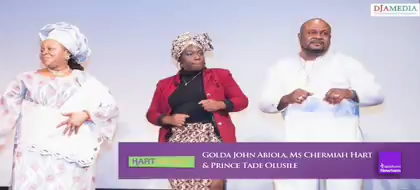 DJAMEDIA
HART
GOLDA JOHN ABIOLA, MS CHERMIAH HART
& PRINCE TADE OLUSILE